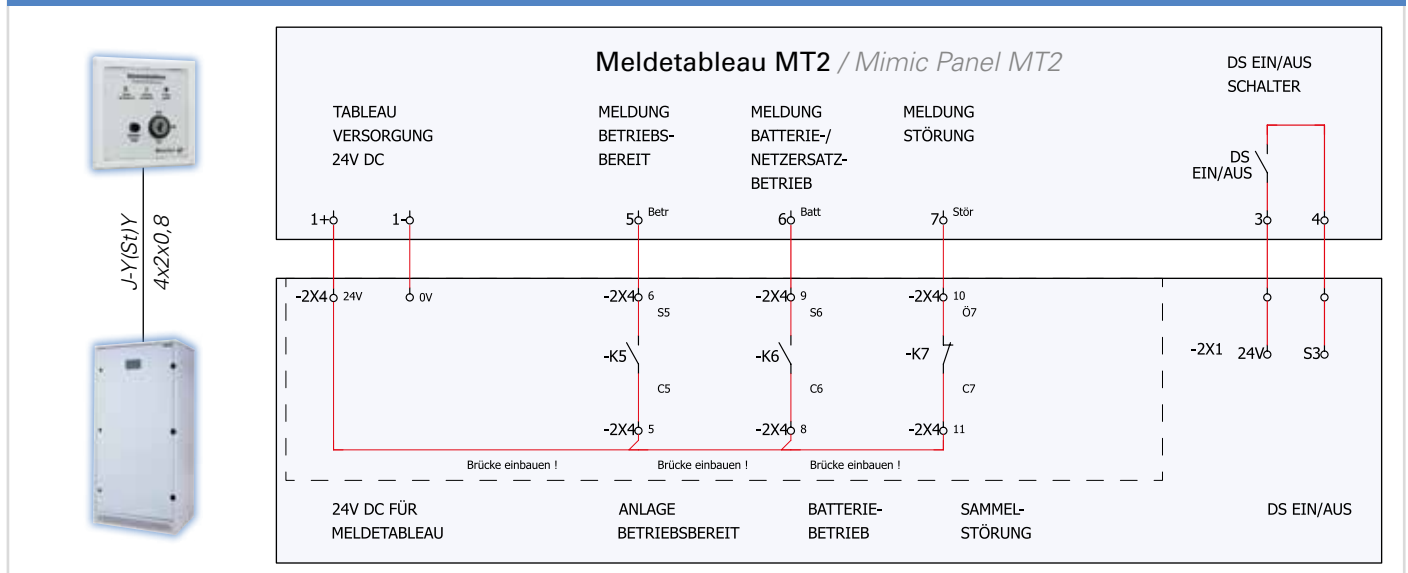 Meldetableau MT2 / Mimic Panel MT2
DS EIN/AUS
SCHALTER
TABLEAU
VERSORGUNG
24V DC
MELDUNG
BETRIEBS-
BEREIT
MELDUNG
BATTERIE-/
NETZERSATZ-
BETRIEB
MELDUNG
STÖRUNG
DS
EIN/AUS
1+ 1- 5 Betr 6 Batt 7 Stör 3 4
J-Y(St)Y
4x2x0,8
-2X4 24V 0V -2X4 6 -2X4 9 -2X4 10
S5 S6 Ö7
-K5 -K6 -K7
-2X1 24V S3
C5 C6 C7
-2X4 5 -2X4 8 -2X4 11
Brücke einbauen ! Brücke einbauen ! Brücke einbauen !
24V DC FÜR
MELDETABLEAU
ANLAGE
BETRIEBSBEREIT
BATTERIE-
BETRIEB
SAMMEL-
STÖRUNG
DS EIN/AUS